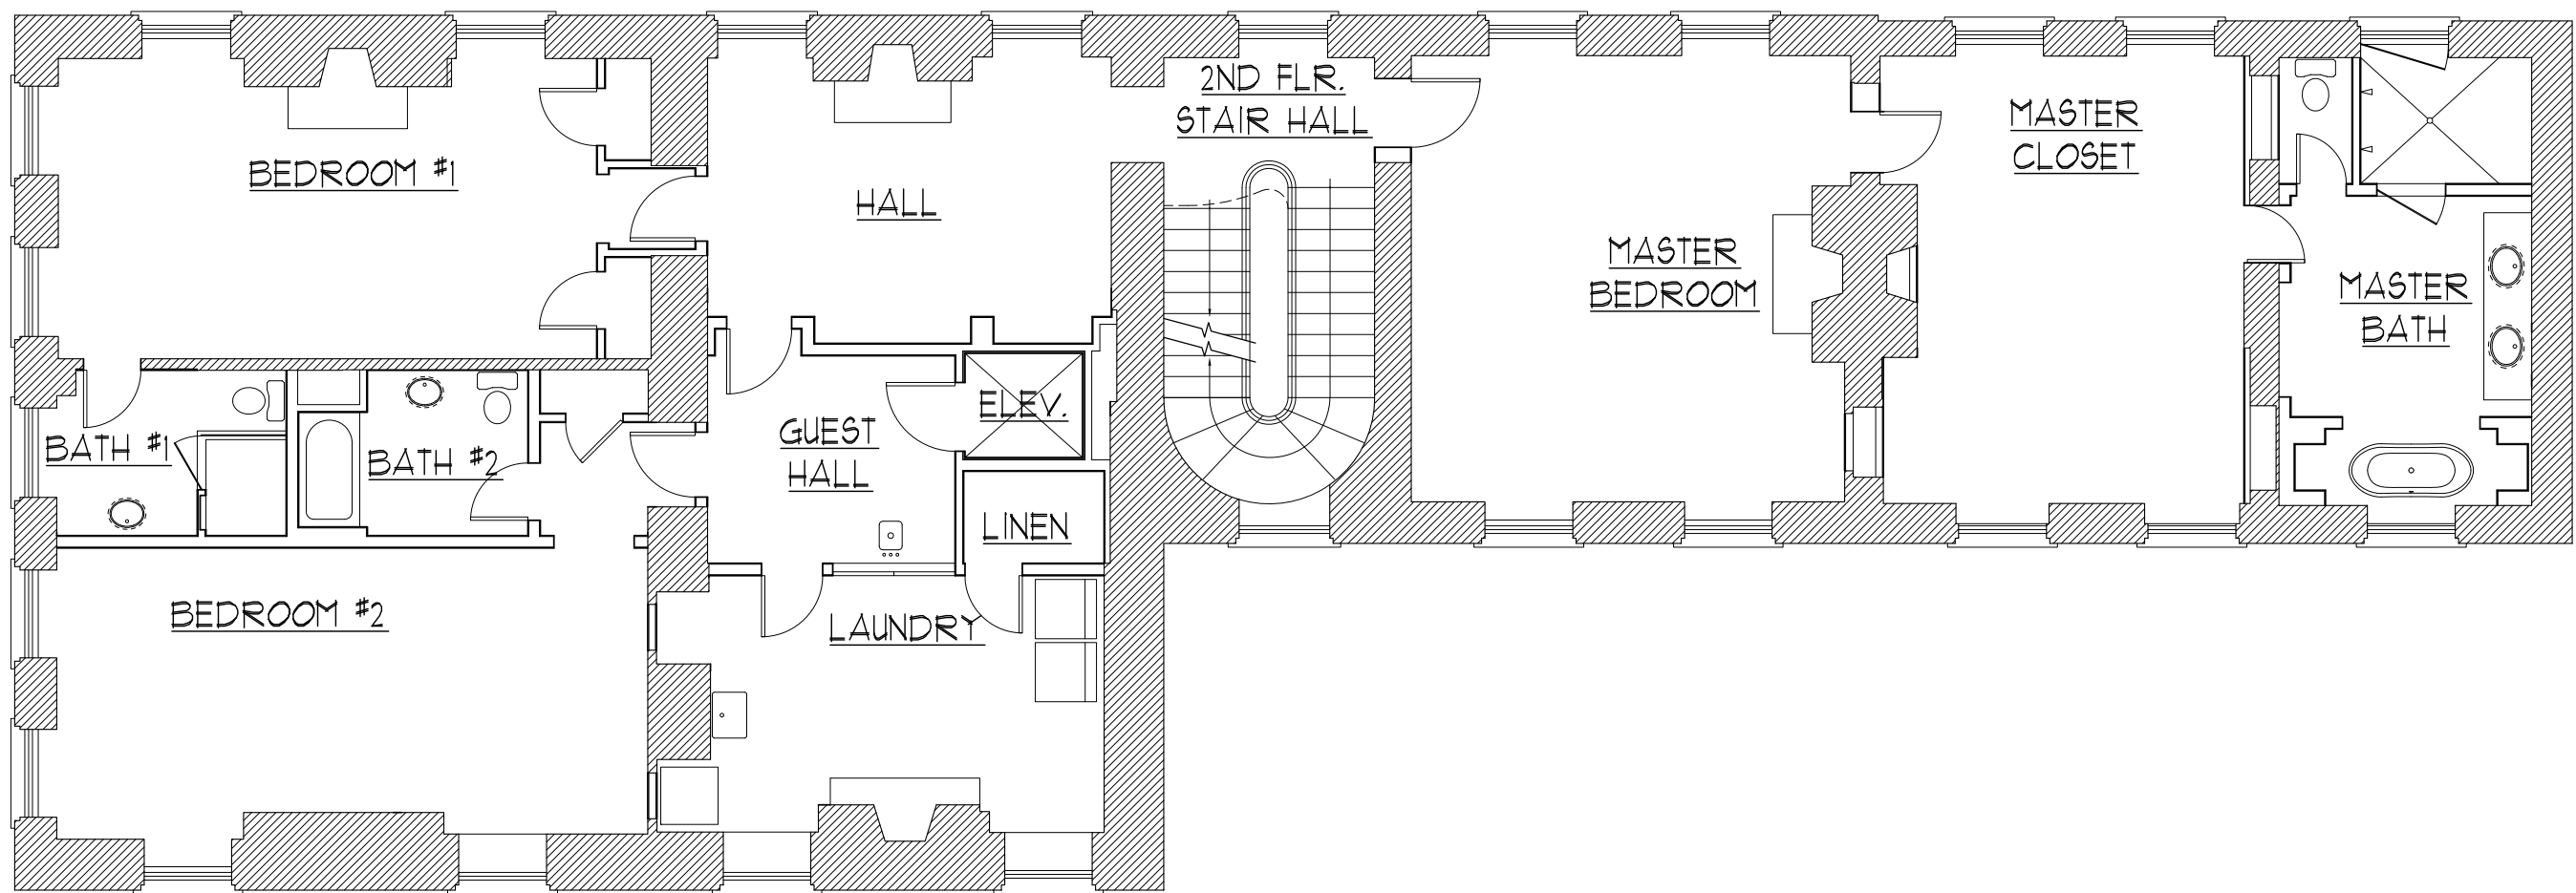 2ND FLR.
STAIR HALL
MASTER
CLOSET
BEDROOM #1
HALL
MASTER
BEDROOM
MASTER
BATH
ELEV.
GUEST
HALL
BATH #1
BATH #2
LINEN
BEDROOM #2
LAUNDRY